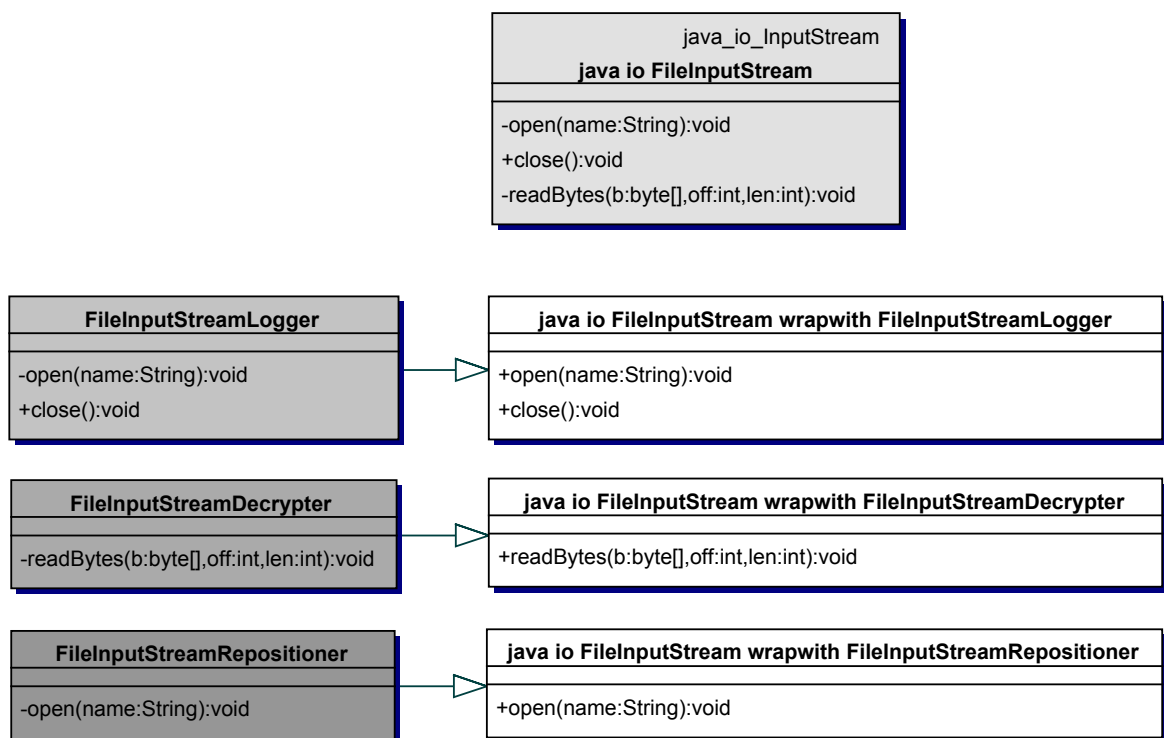 java_io_InputStream
java io FileInputStream
-open(name:String):void
+close():void
-readBytes(b:byte[],off:int,len:int):void
FileInputStreamLogger
-open(name:String):void
+close():void
java io FileInputStream wrapwith FileInputStreamLogger
+open(name:String):void
+close():void
FileInputStreamDecrypter
-readBytes(b:byte[],off:int,len:int):void
java io FileInputStream wrapwith FileInputStreamDecrypter
+readBytes(b:byte[],off:int,len:int):void
FileInputStreamRepositioner
-open(name:String):void
java io FileInputStream wrapwith FileInputStreamRepositioner
+open(name:String):void